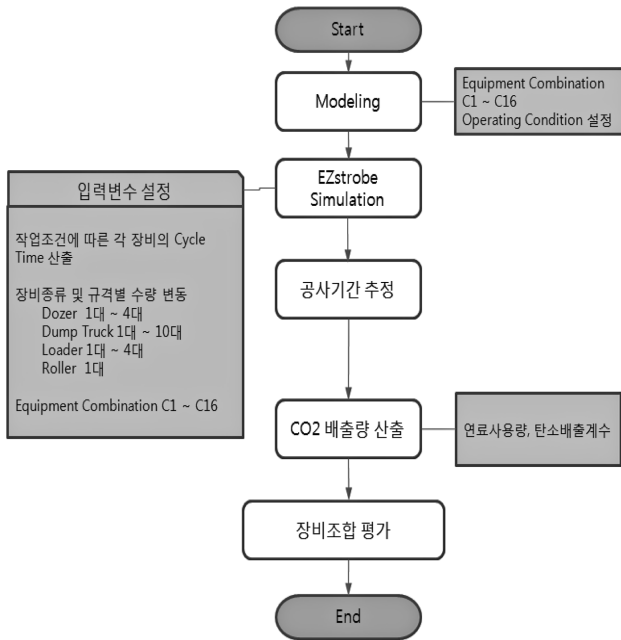 Start
Modeling
Equipment Combination
C1 ~ C16
Operating Condition 설정
EZstrobe
Simulation
입력변수 설정
작업조건에 따른 각 장비의 Cycle
Time 산출
장비종류 및 규격별 수량 변동
Dozer 1대 ~ 4대
Dump Truck 1대 ~ 10대
Loader 1대 ~ 4대
Roller 1대
Equipment Combination C1 ~ C16
공사기간 추정
CO2 배출량 산출
연료사용량, 탄소배출계수
장비조합 평가
End